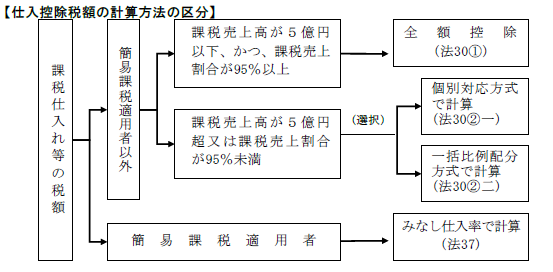 【仕入控除税額の計算方法の区分】
課税仕入れ等の税額
簡易課税適用者以外
課税売上高が５億円
以下、かつ、課税売上
割合が95％以上
全額控除
(法30①)
課税売上高が５億円
超又は課税売上割合
が95％未満
(選択)
個別対応方式
で計算
(法30②一)
一括比例配分
方式で計算
(法30②二)
簡易課税適用者
みなし仕入率で計算
(法37)